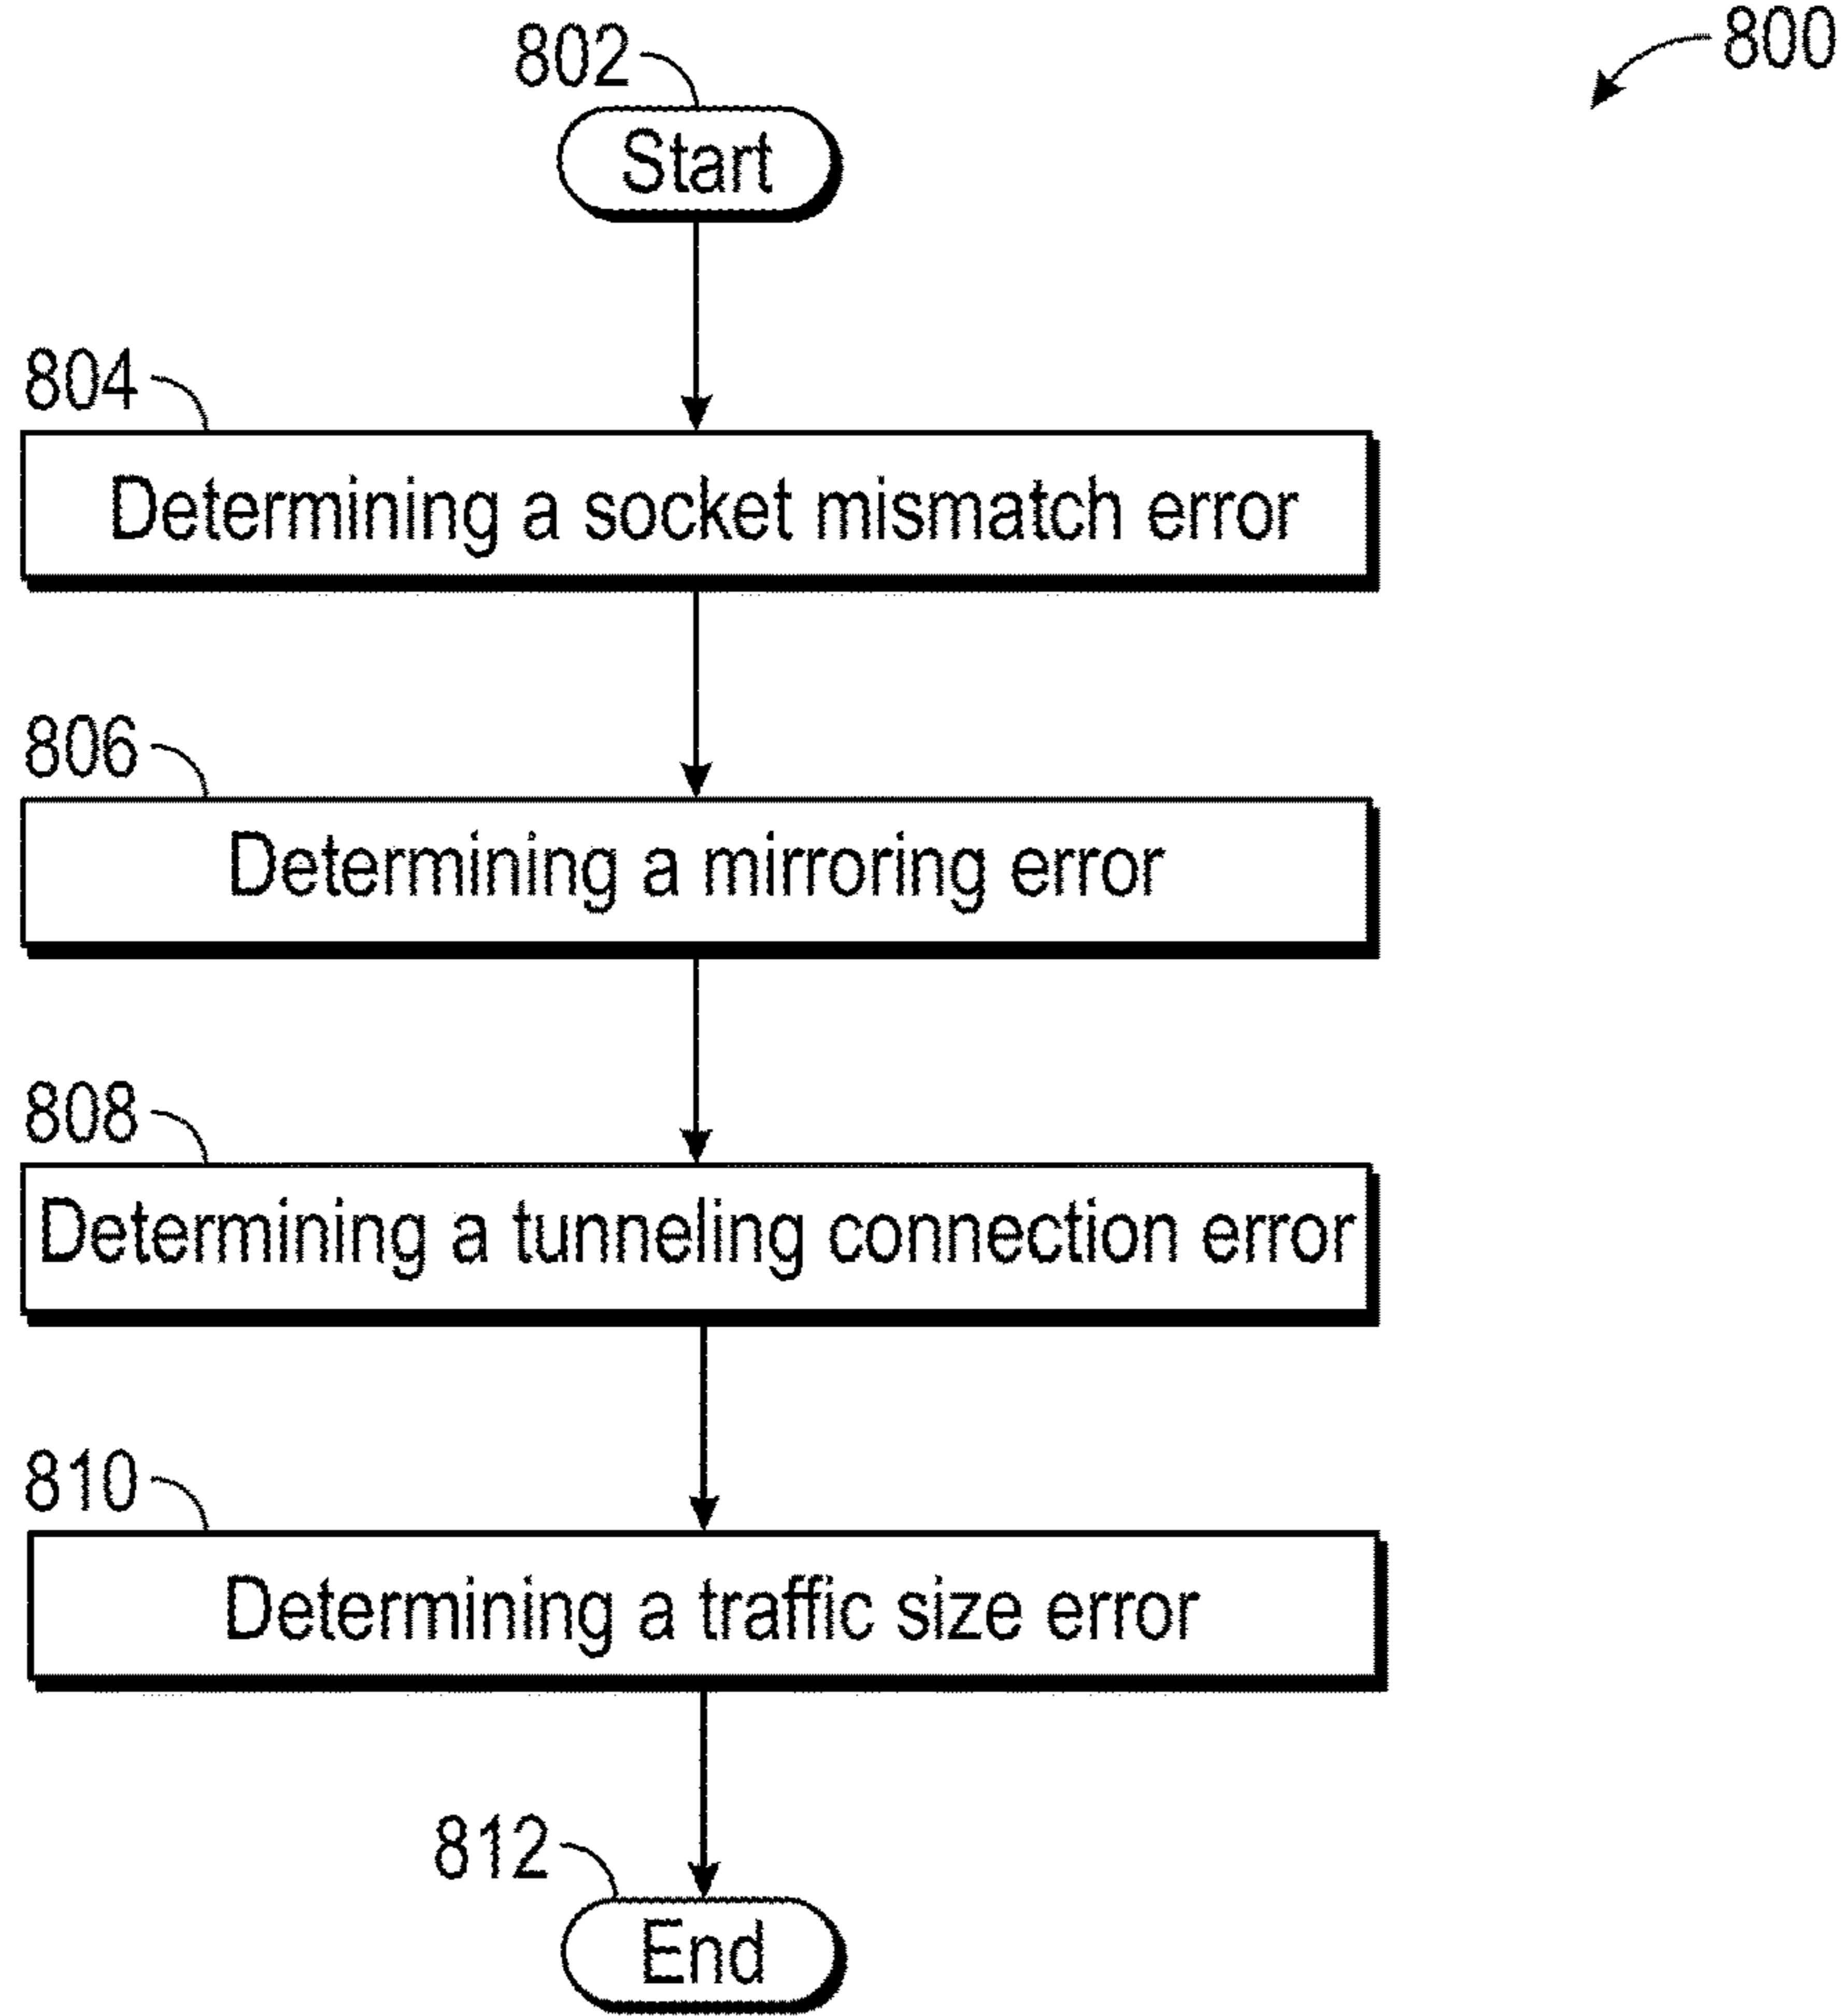 800
802
Start
804
Determining a socket mismatch error
806
Determining a mirroring error
808
Determining a tunneling connection error
810
Determining a traffic size error
812
End